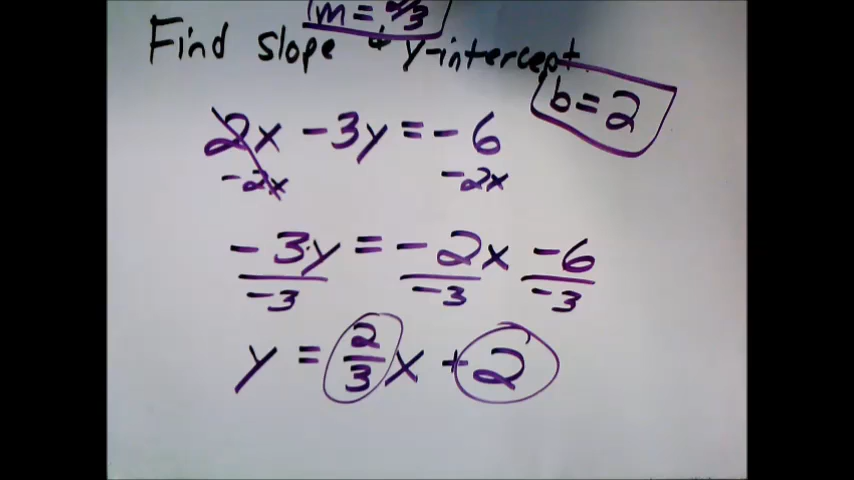 m = 2/3
Find slope + y-intercept
b = 2
2x - 3y = - 6
-2x -2x
- 3y = - 2x - 6
-3 -3 -3
y = 2/3 x + 2